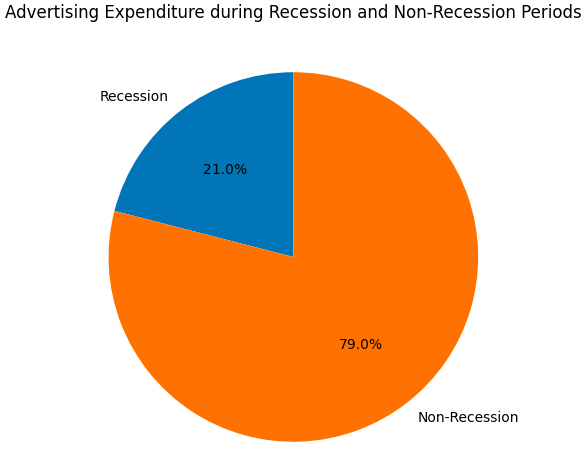 Advertising Expenditure during Recession and Non-Recession Periods
Recession
21.0%
79.0%
Non-Recession